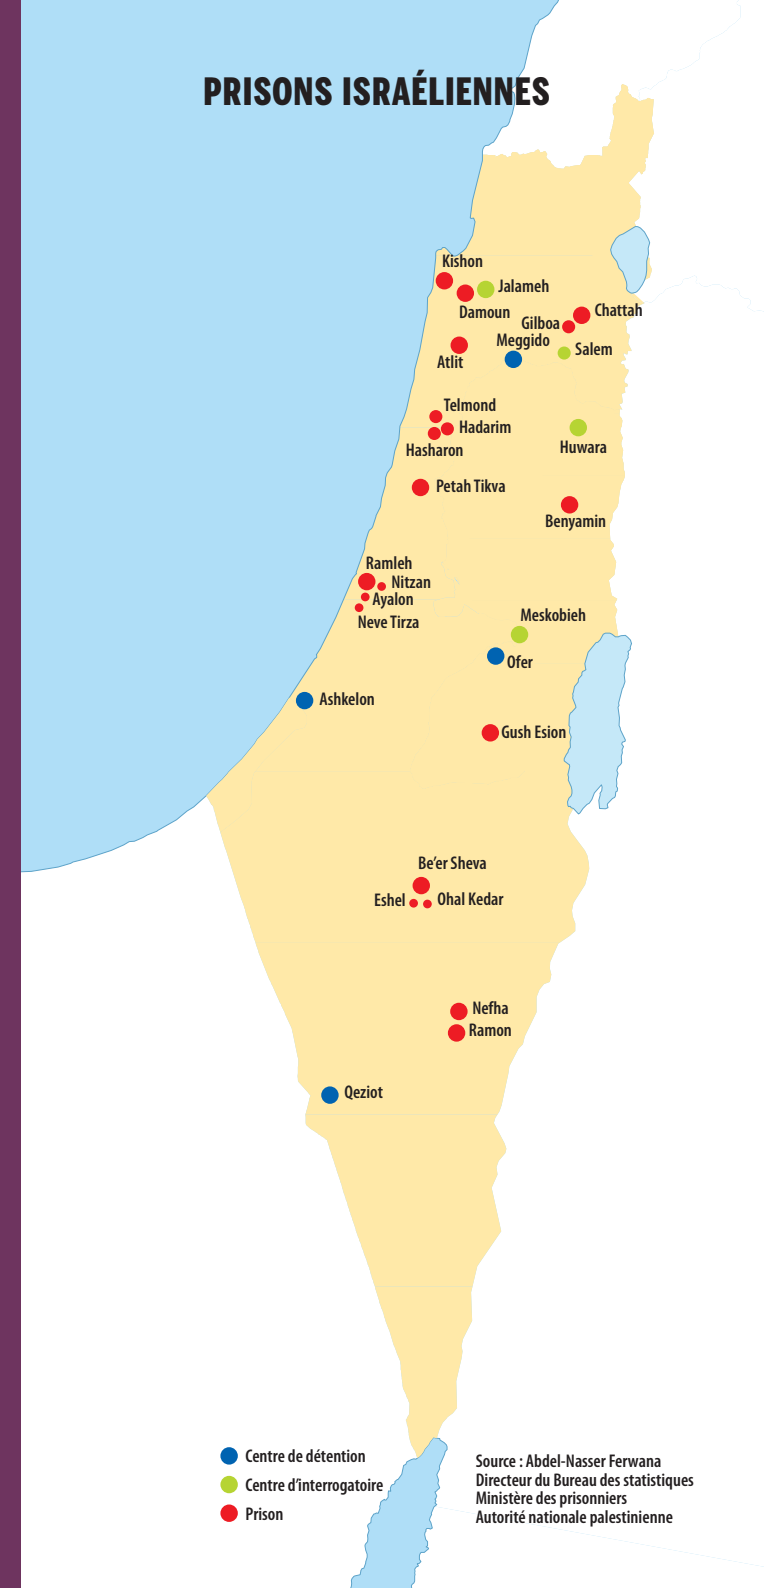 PRISONS ISRAÉLIENNES
Kishon
Jalameh
Damoun
Chattah
Gilboa
Meggido
Salem
Atlit
Telmond
Hadarim
Hasharon
Huwara
Petah Tikva
Benyamin
Ramleh
Nitzan
Ayalon
Neve Tirza
Meskobieh
Ofer
Ashkelon
Gush Esion
Be’er Sheva
Eshel
Ohal Kedar
Nefha
Ramon
Qeziot
Centre de détention
Centre d’interrogatoire
Prison
Source : Abdel-Nasser Ferwana
Directeur du Bureau des statistiques
Ministère des prisonniers
Autorité nationale palestinienne